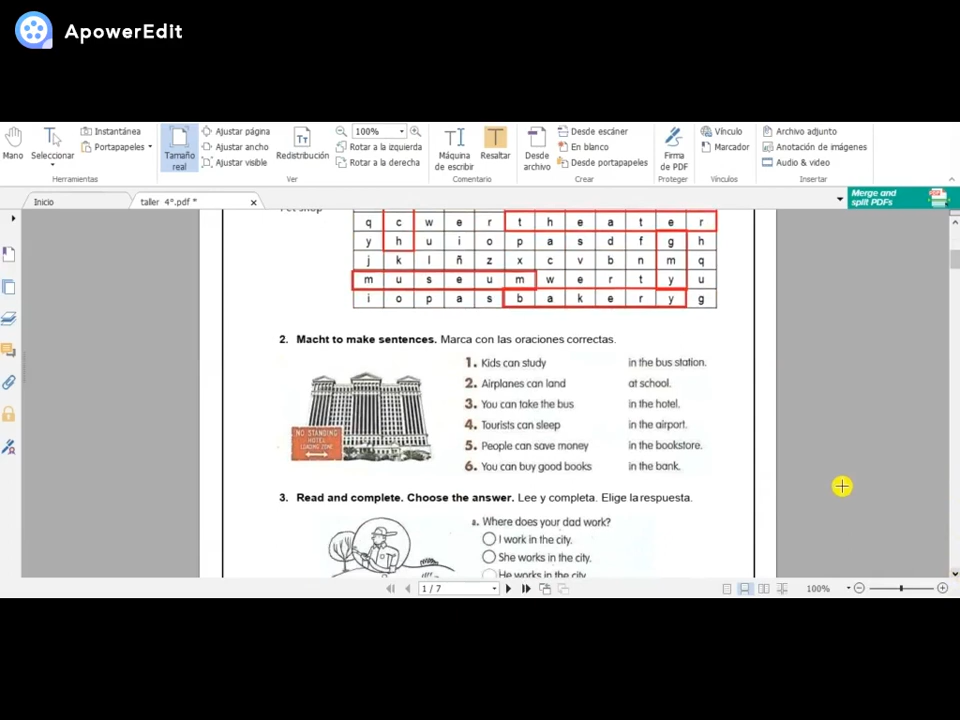 ApowerEdit
Mano
Seleccionar
Instantánea
Portapapeles
Herramientas
Tamaño
real
Ajustar página
Ajustar ancho
Ajustar visible
Redistribución
100%
Rotar a la izquierda
Rotar a la derecha
Ver
Máquina
de escribir
Resaltar
Comentario
Desde
archivo
Desde escáner
En blanco
Desde portapapeles
Crear
Firma
de PDF
Proteger
Vínculo
Marcador
Vínculos
Archivo adjunto
Anotación de imágenes
Audio & video
Insertar
Inicio
taller 4°.pdf *
Merge and
split PDFs
q c w e r t h e a t e r
y h u i o p a s d f g h
j k l ñ z x c v b n m q
m u s e u m w e r t y u
i o p a s b a k e r y g
2. Macht to make sentences. Marca con las oraciones correctas.
1. Kids can study in the bus station.
2. Airplanes can land at school.
3. You can take the bus in the hotel.
4. Tourists can sleep in the airport.
5. People can save money in the bookstore.
6. You can buy good books in the bank.
NO STANDING
HOTEL
LOADING ZONE
3. Read and complete. Choose the answer. Lee y completa. Elige la respuesta.
a. Where does your dad work?
I work in the city.
She works in the city.
He works in the city
1 / 7
100%